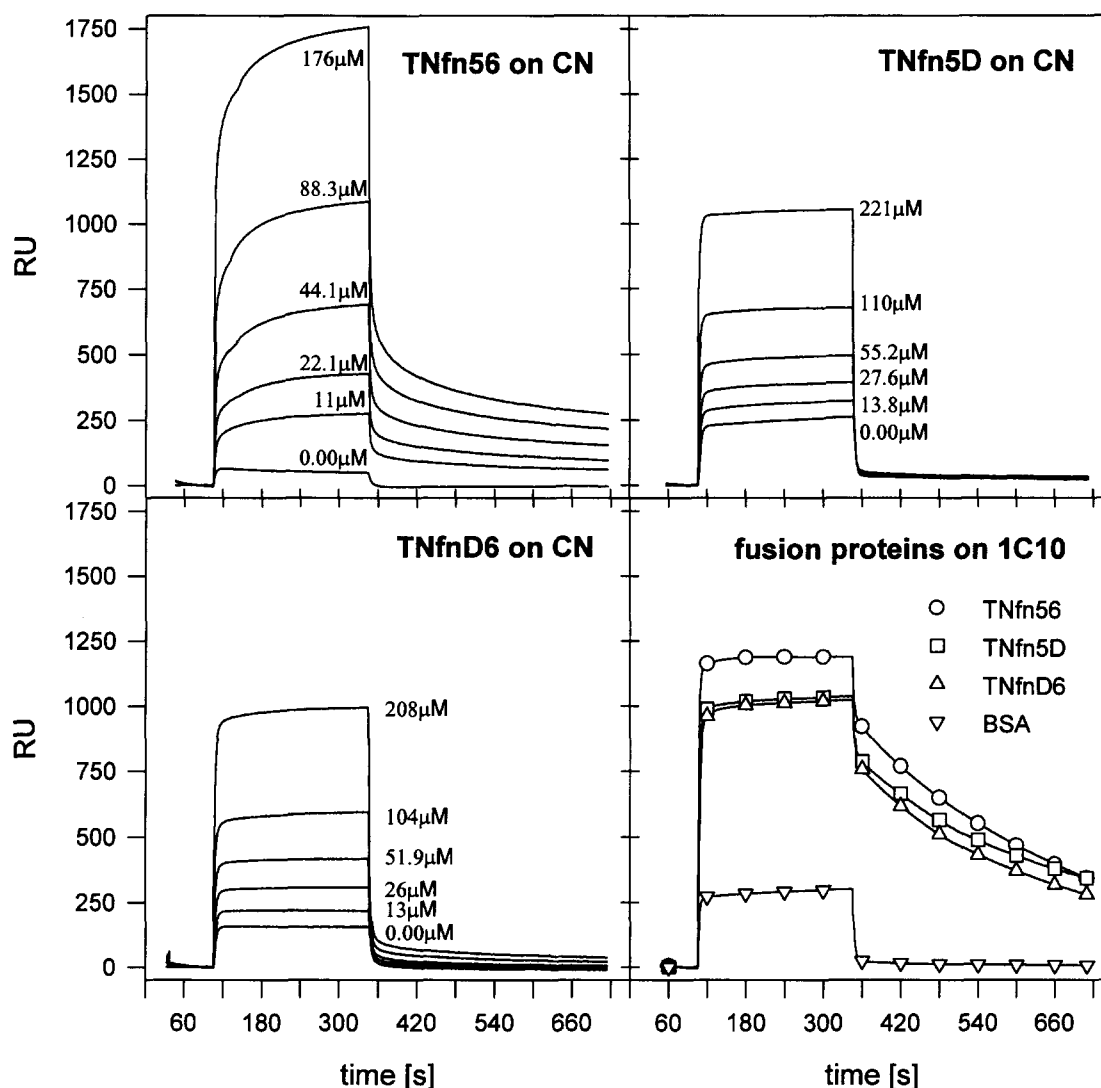 TNfn56 on CN
1750
1500
1250
1000
750
500
250
0
RU
176µM
88.3µM
44.1µM
22.1µM
11µM
0.00µM
TNfn5D on CN
221µM
110µM
55.2µM
27.6µM
13.8µM
0.00µM
TNfnD6 on CN
1750
1500
1250
1000
750
500
250
0
RU
208µM
104µM
51.9µM
26µM
13µM
0.00µM
60 180 300 420 540 660
time [s]
fusion proteins on 1C10
TNfn56
TNfn5D
TNfnD6
BSA
60 180 300 420 540 660
time [s]